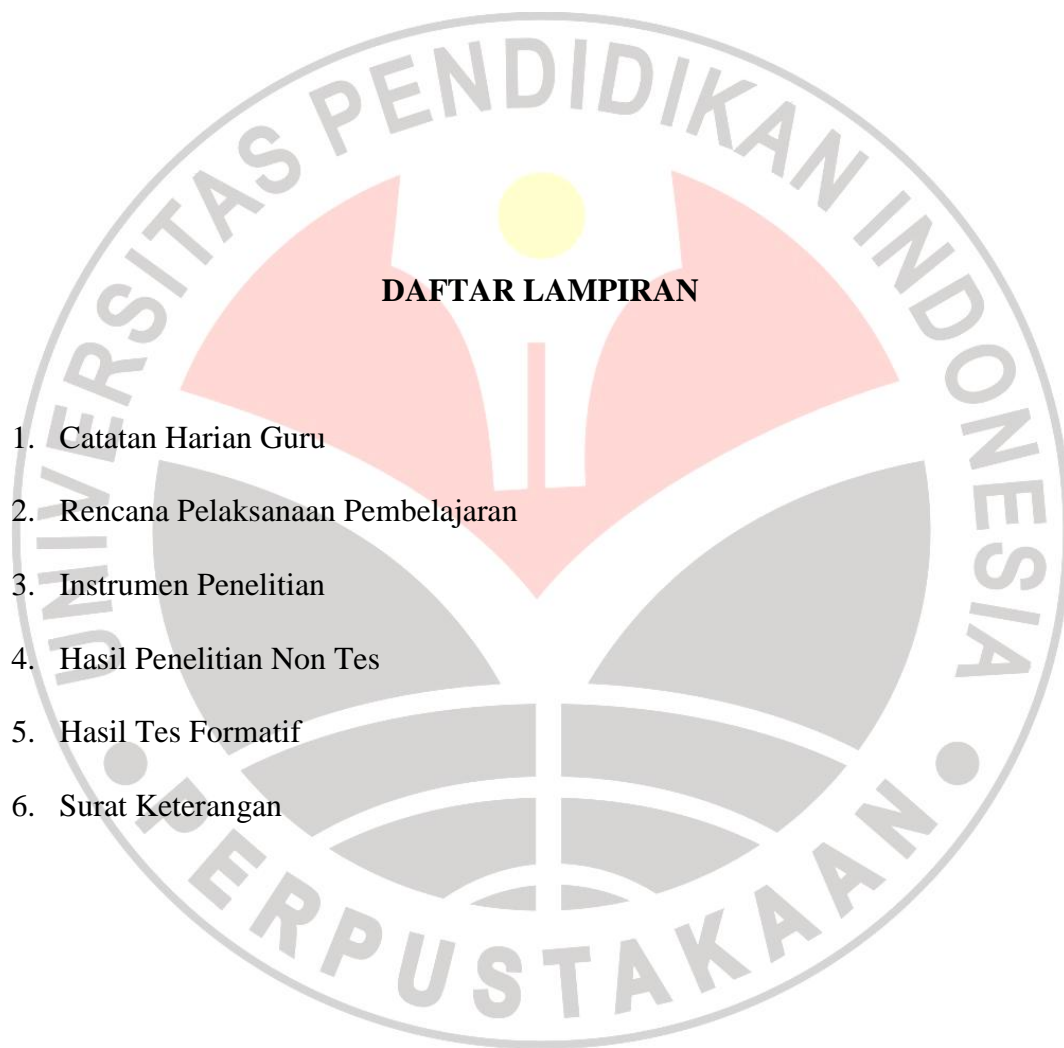 UNIVERSITAS PENDIDIKAN INDONESIA
DAFTAR LAMPIRAN
1. Catatan Harian Guru
2. Rencana Pelaksanaan Pembelajaran
3. Instrumen Penelitian
4. Hasil Penelitian Non Tes
5. Hasil Tes Formatif
6. Surat Keterangan
PERPUSTAKAAN